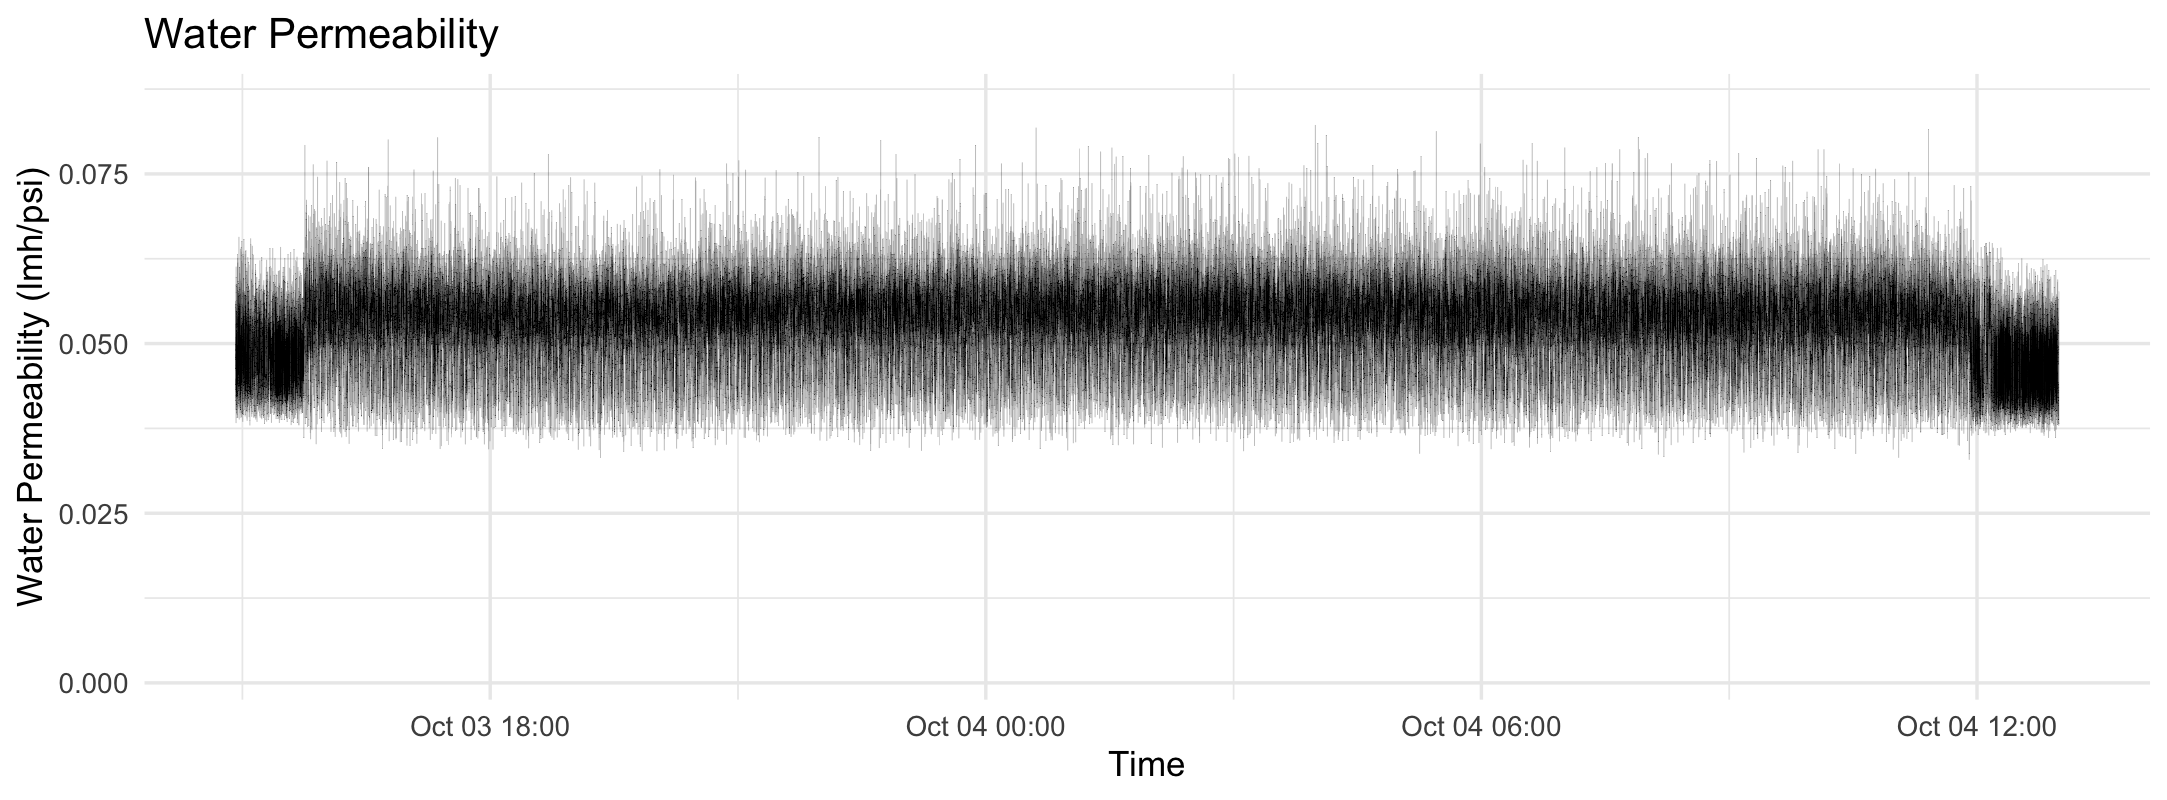 Water Permeability
Water Permeability (lmh/psi)
0.075
0.050
0.025
0.000
Oct 03 18:00
Oct 04 00:00
Oct 04 06:00
Oct 04 12:00
Time